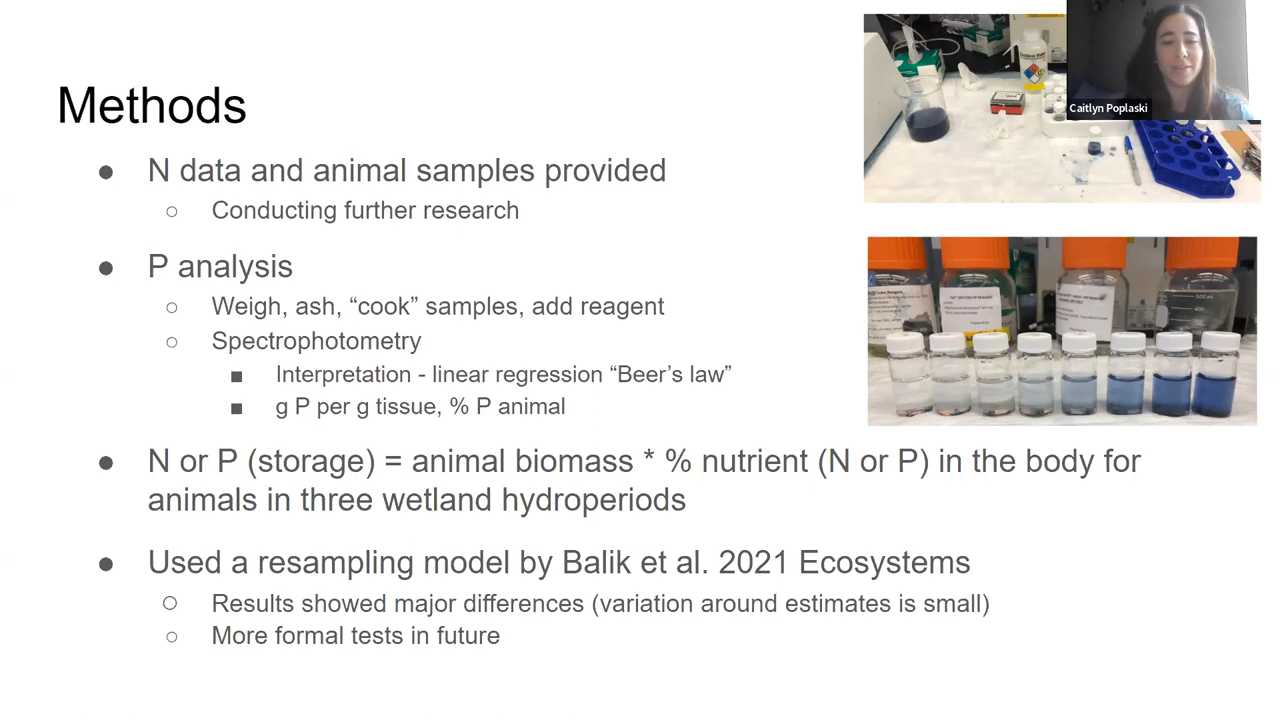 Caitlyn Poplaski
Methods
● N data and animal samples provided
○ Conducting further research
● P analysis
○ Weigh, ash, “cook” samples, add reagent
○ Spectrophotometry
■ Interpretation - linear regression “Beer’s law”
■ g P per g tissue, % P animal
● N or P (storage) = animal biomass * % nutrient (N or P) in the body for
animals in three wetland hydroperiods
● Used a resampling model by Balik et al. 2021 Ecosystems
○ Results showed major differences (variation around estimates is small)
○ More formal tests in future